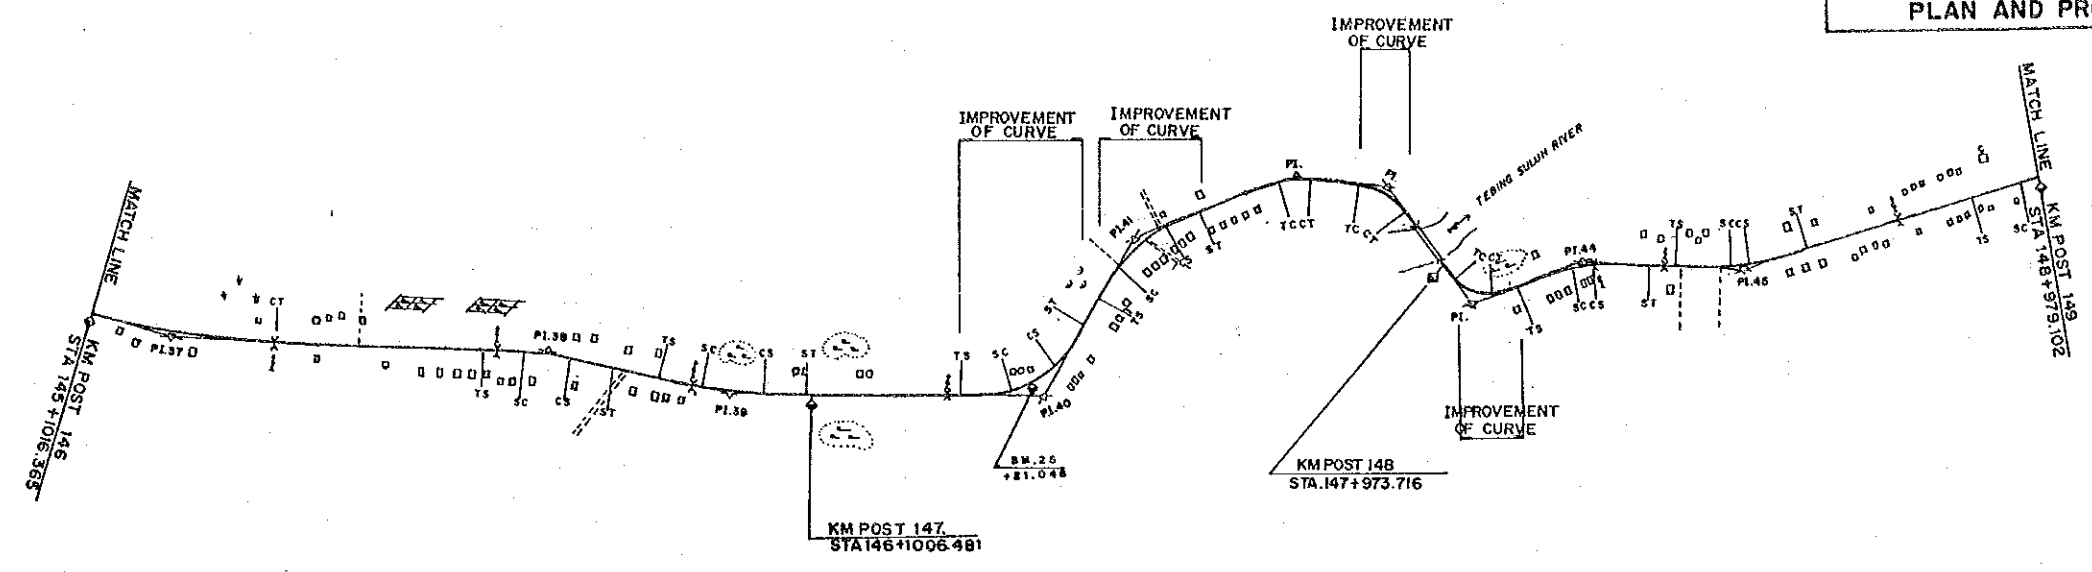 PLAN AND PR
IMPROVEMENT
OF CURVE
IMPROVEMENT
OF CURVE
IMPROVEMENT
OF CURVE
MATCH LINE
KM POST 146
STA 145+1016.365
PI.37
CT
TS
SC
PI.38
CS
ST
TS
SC
PI.39
CS
ST
KM POST 147.
STA146+1006.481
TS
SC
CS
ST
PI.40
BM.26
+81.048
TS
SC
PI.41
CS
ST
PI.
TC CT
PI.
TC CT
TEBING SULUH RIVER
KM POST 148
STA.147+973.716
TC CT
PI.
IMPROVEMENT
OF CURVE
TS
PI.44
SC CS
ST
TS
SC CS
PI.45
ST
TS
SC
MATCH LINE
KM POST 149
STA 148+979.102